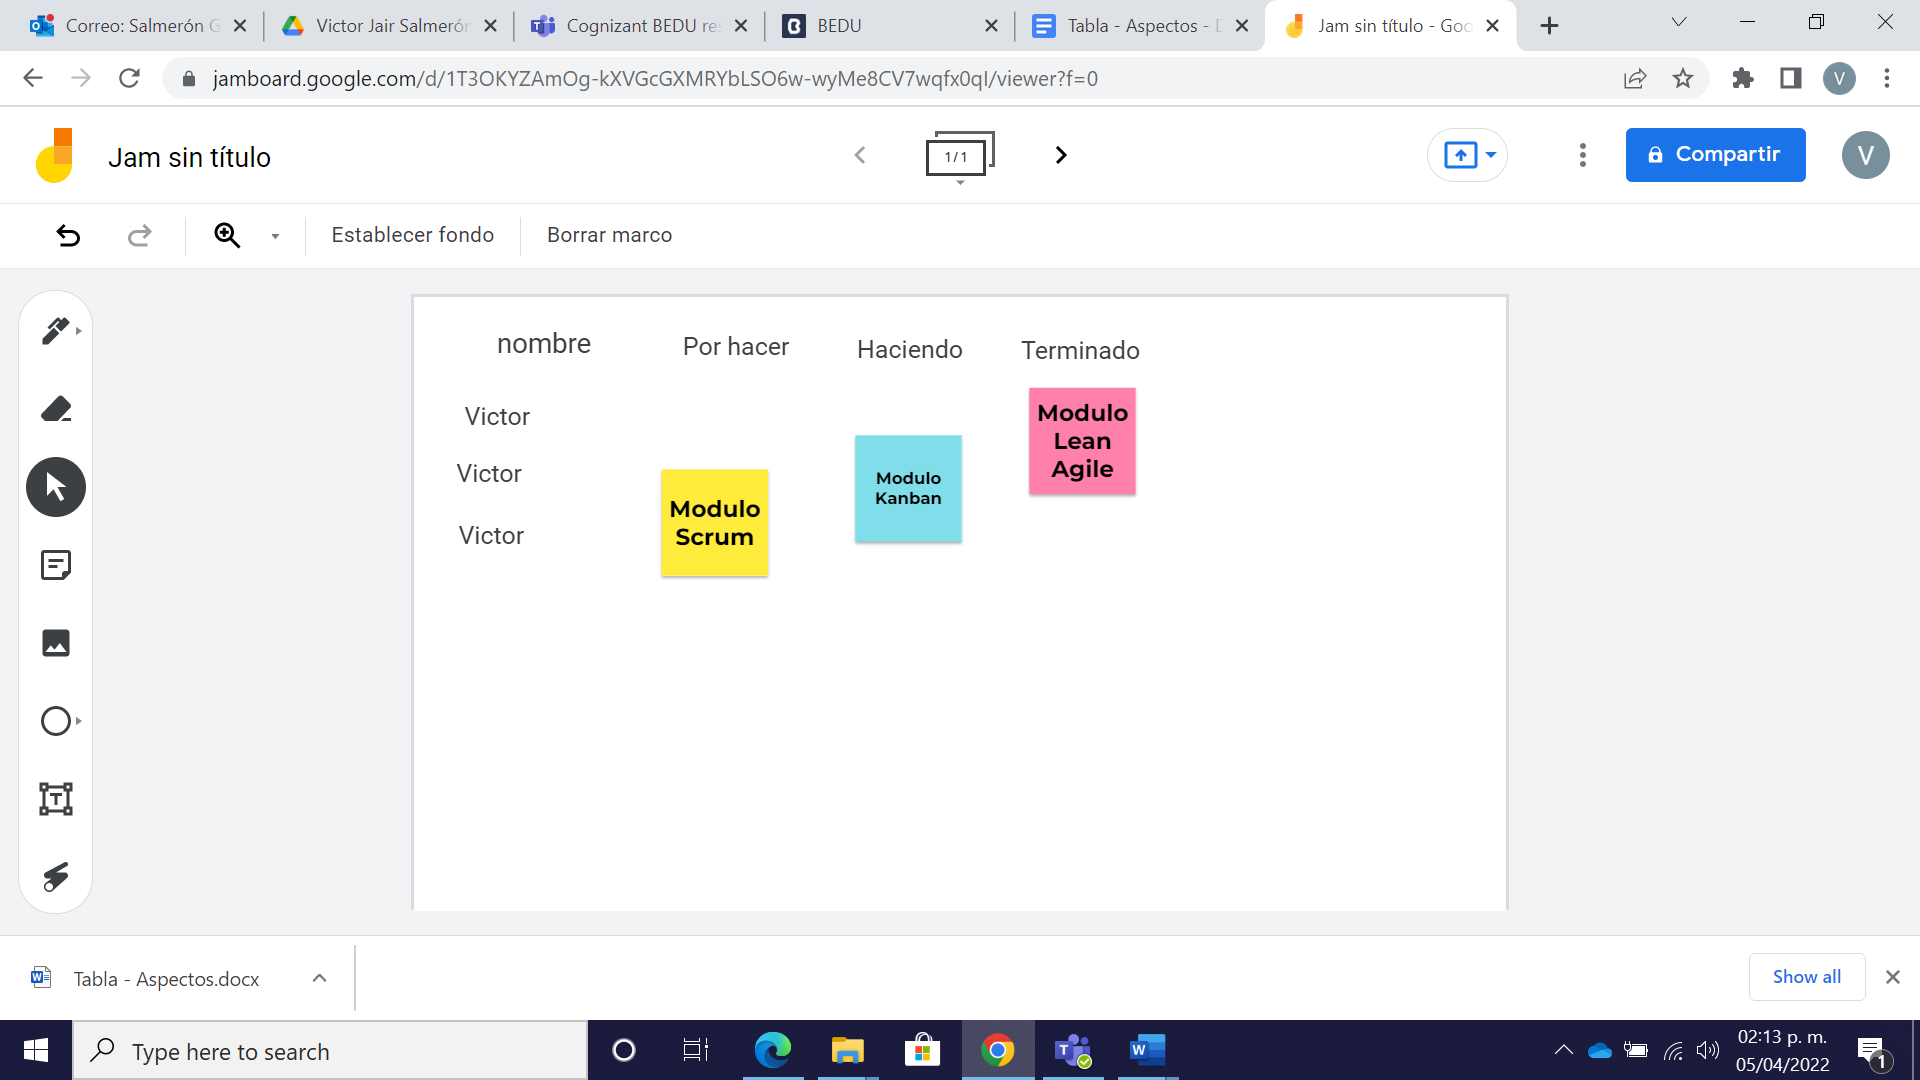 Correo: Salmerón G
Victor Jair Salmerón
Cognizant BEDU res
BEDU
Tabla - Aspectos - D
Jam sin título - Goo
jamboard.google.com/d/1T3OKYZAmOg-kXVGcGXMRYbLSO6w-wyMe8CV7wqfx0qI/viewer?f=0
V
Jam sin título
1 / 1
Compartir
V
Establecer fondo
Borrar marco
nombre
Por hacer
Haciendo
Terminado
Victor
Victor
Victor
Modulo
Scrum
Modulo
Kanban
Modulo
Lean
Agile
Tabla - Aspectos.docx
Show all
Type here to search
02:13 p. m.
05/04/2022
1